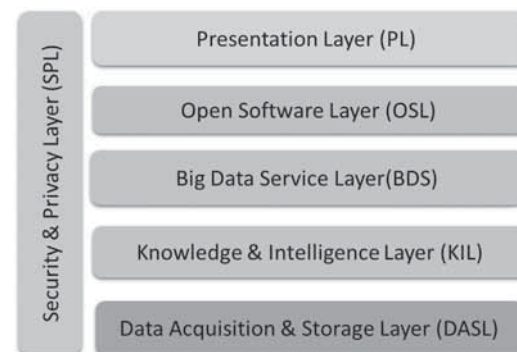 Security & Privacy Layer (SPL)
Presentation Layer (PL)
Open Software Layer (OSL)
Big Data Service Layer(BDS)
Knowledge & Intelligence Layer (KIL)
Data Acquisition & Storage Layer (DASL)